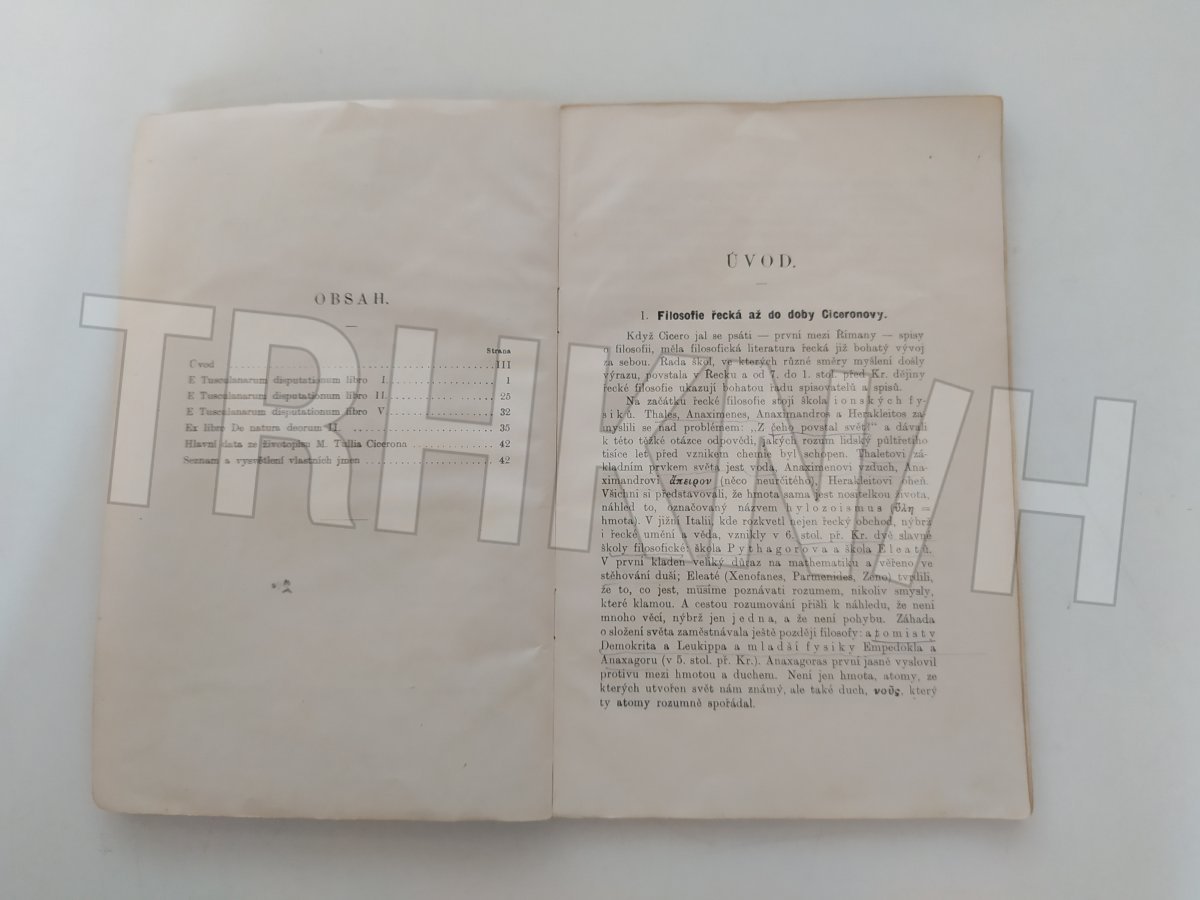 OBSAH.
Strana
Úvod III
E Tusculanarum disputationum libro I. 1
E Tusculanarum disputationum libro II. 25
E Tusculanarum disputationum libro V. 32
Ex libro De natura deorum II. 35
Hlavní data ze životopisu M. Tullia Cicerona 42
Seznam a vysvětlení vlastních jmen 42
ÚVOD.
1. Filosofie řecká až do doby Ciceronovy.
Když Cicero jal se psáti — první mezi Římany — spisy
o filosofii, měla filosofická literatura řecká již bohatý vývoj
za sebou. Řada škol, ve kterých různé směry myšlení došly
výrazu, povstala v Řecku a od 7. do 1. stol. před Kr. dějiny
řecké filosofie ukazují bohatou řadu spisovatelů a spisů.
Na začátku řecké filosofie stojí škola ionských fy-
siků. Thales, Anaximenes, Anaximandros a Herakleitos za-
myslili se nad problémem: „Z čeho povstal svět!“ a dávali
k této těžké otázce odpovědi, jakých rozum lidský půltřetího
tisíce let před vznikem chemie byl schopen. Thaletovi zá-
kladním prvkem světa jest voda, Anaximenovi vzduch, Ana-
ximandrovi ἄπειρον (něco neurčitého), Herakleitovi oheň.
Všichni si představovali, že hmota sama jest nositelkou života,
náhled to, označovaný názvem hylozoismus (ὕλη =
hmota). V jižní Italii, kde rozkvetl nejen řecký obchod, nýbrž
i řecké umění a věda, vznikly v 6. stol. př. Kr. dvě slavné
školy filosofické: škola Pythagorova a škola Eleatů.
V první kladen veliký důraz na mathematiku a věřeno ve
stěhování duší; Eleaté (Xenofanes, Parmenides, Zeno) tvrdili,
že to, co jest, musíme poznávati rozumem, nikoliv smysly,
které klamou. A cestou rozumování přišli k náhledu, že není
mnoho věcí, nýbrž jen jedna, a že není pohybu. Záhada
o složení světa zaměstnávala ještě později filosofy: atomisty
Demokrita a Leukippa a mladší fysiky Empedokla a
Anaxagoru (v 5. stol. př. Kr.). Anaxagoras první jasně vyslovil
protivu mezi hmotou a duchem. Není jen hmota, atomy, ze
kterých utvořen svět nám známý, ale také duch, νοῦς, který
ty atomy rozumně spořádal.
TRHKNIH